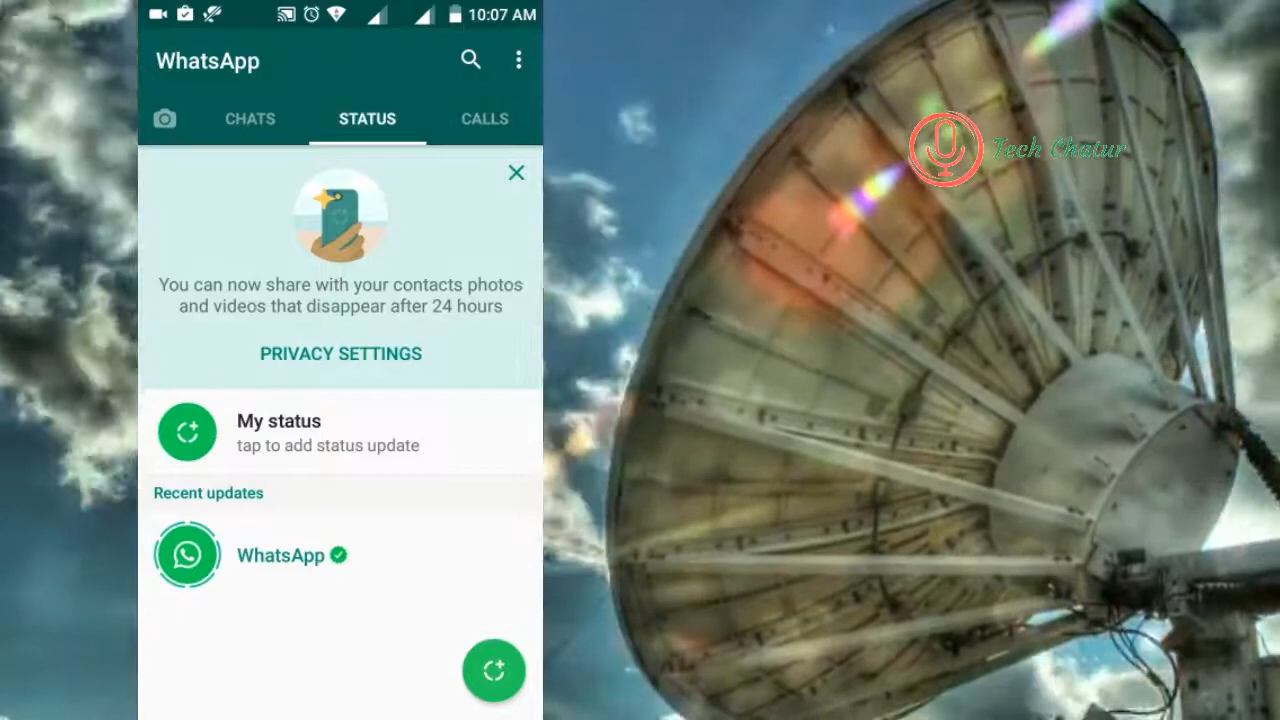 10:07 AM
WhatsApp
CHATS STATUS CALLS
You can now share with your contacts photos
and videos that disappear after 24 hours
PRIVACY SETTINGS
My status
tap to add status update
Recent updates
WhatsApp
Tech Chatur